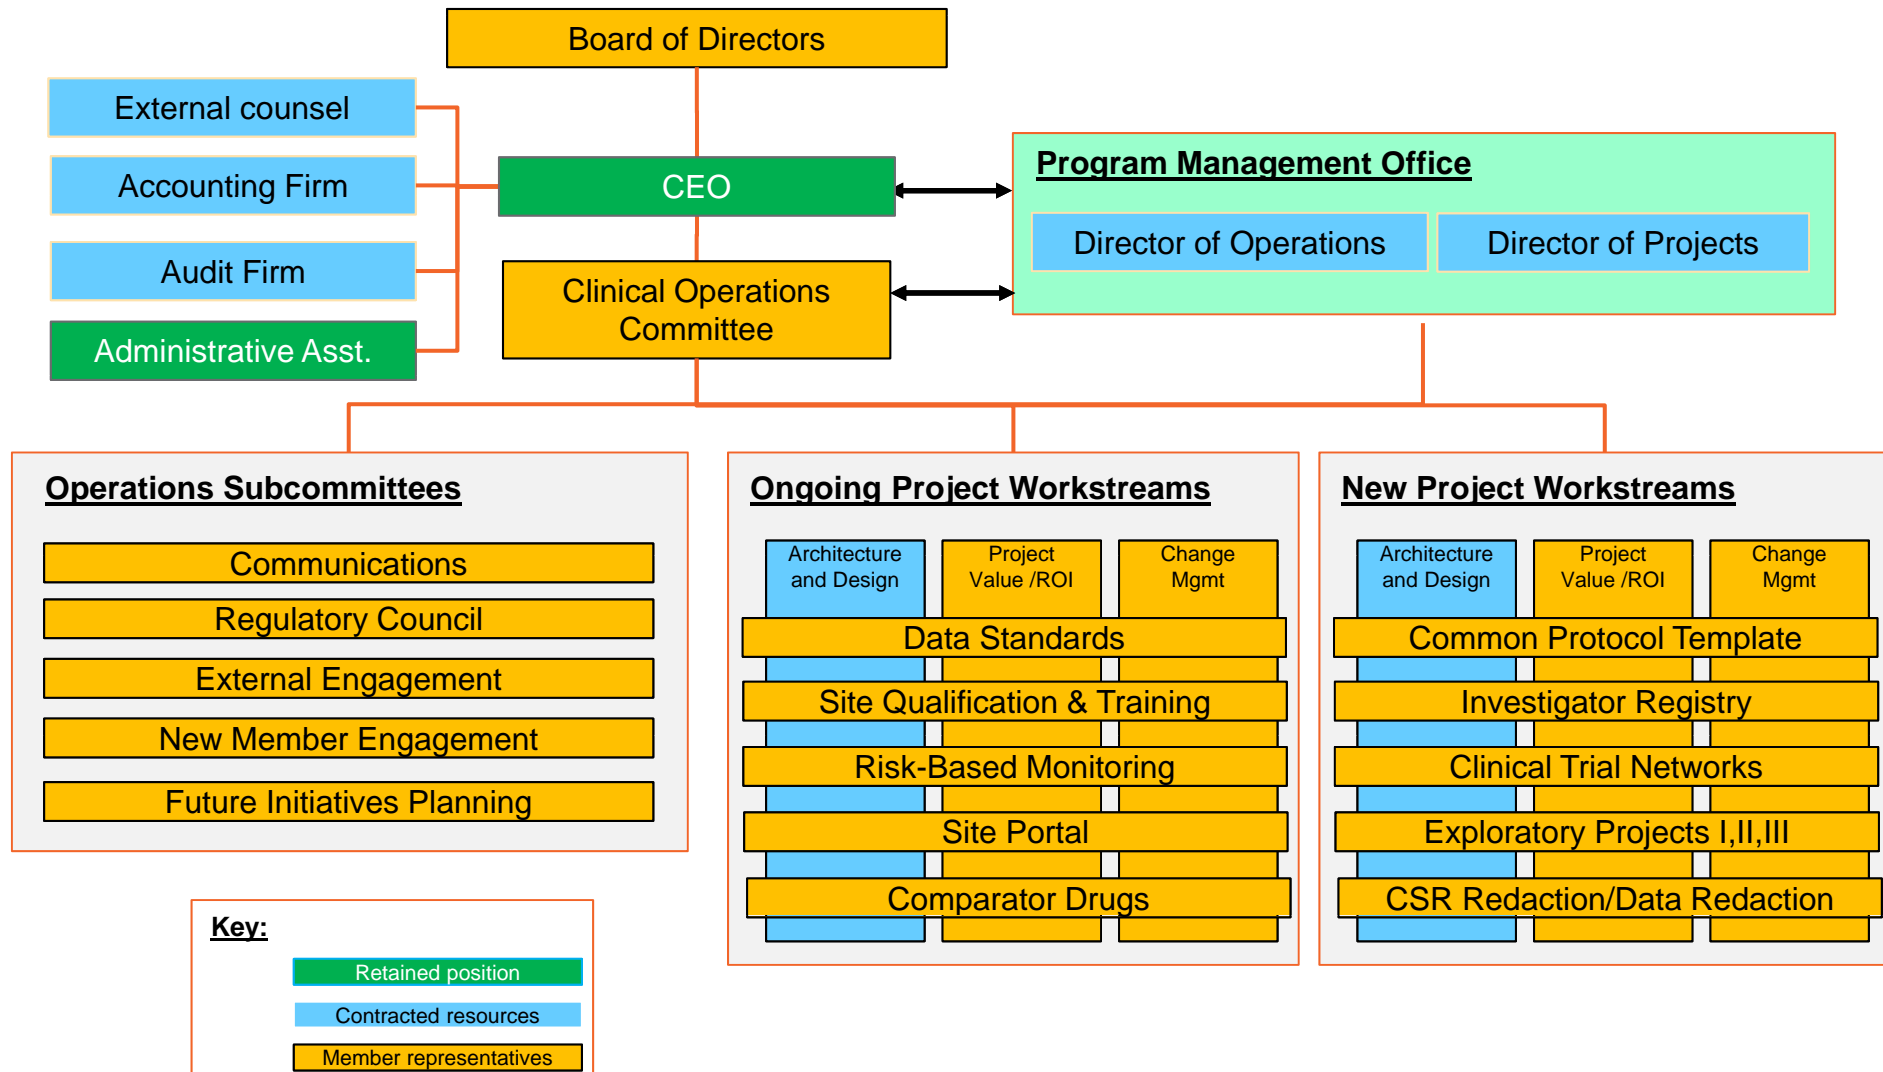 Board of Directors
External counsel
Accounting Firm
Audit Firm
Administrative Asst.
CEO
Clinical Operations
Committee
Program Management Office
Director of Operations
Director of Projects
Operations Subcommittees
Communications
Regulatory Council
External Engagement
New Member Engagement
Future Initiatives Planning
Ongoing Project Workstreams
Architecture
and Design
Project
Value /ROI
Change
Mgmt
Data Standards
Site Qualification & Training
Risk-Based Monitoring
Site Portal
Comparator Drugs
New Project Workstreams
Architecture
and Design
Project
Value /ROI
Change
Mgmt
Common Protocol Template
Investigator Registry
Clinical Trial Networks
Exploratory Projects I,II,III
CSR Redaction/Data Redaction
Key:
Retained position
Contracted resources
Member representatives